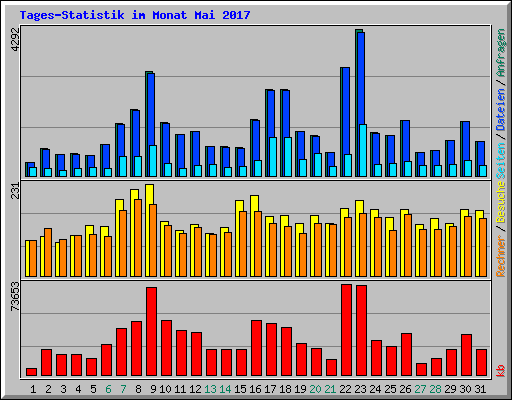 Tages-Statistik im Monat Mai 2017
4292
231
73653
Rechner / Besuche Seiten / Dateien / Anfragen
kb
1 2 3 4 5 6 7 8 9 10 11 12 13 14 15 16 17 18 19 20 21 22 23 24 25 26 27 28 29 30 31